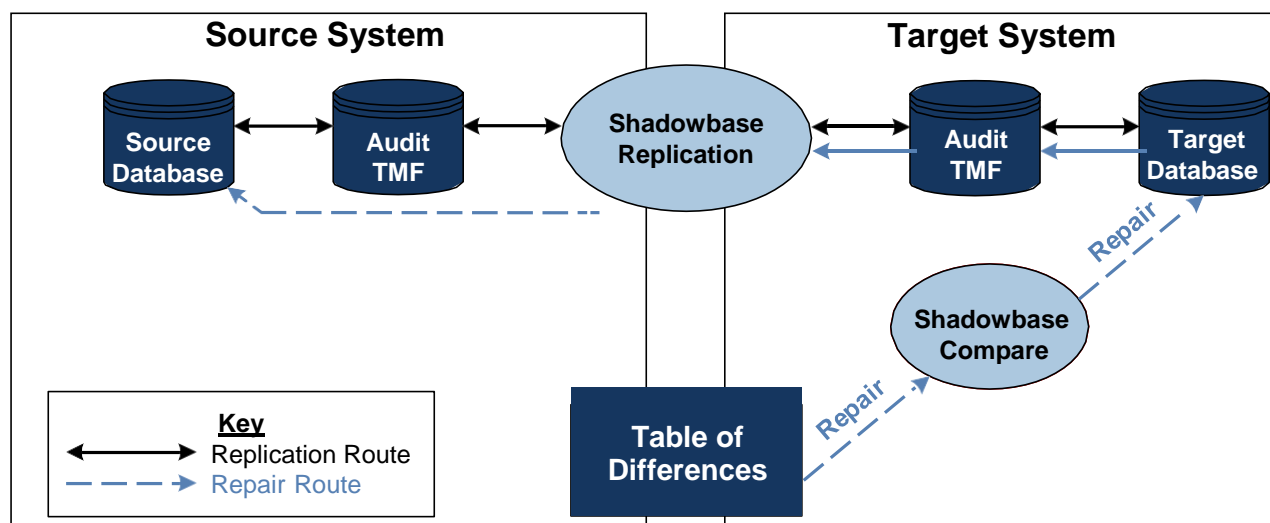 Source System
Target System
Source
Database
Audit
TMF
Shadowbase
Replication
Audit
TMF
Target
Database
Repair
Shadowbase
Compare
Repair
Table of
Differences
Key
Replication Route
Repair Route